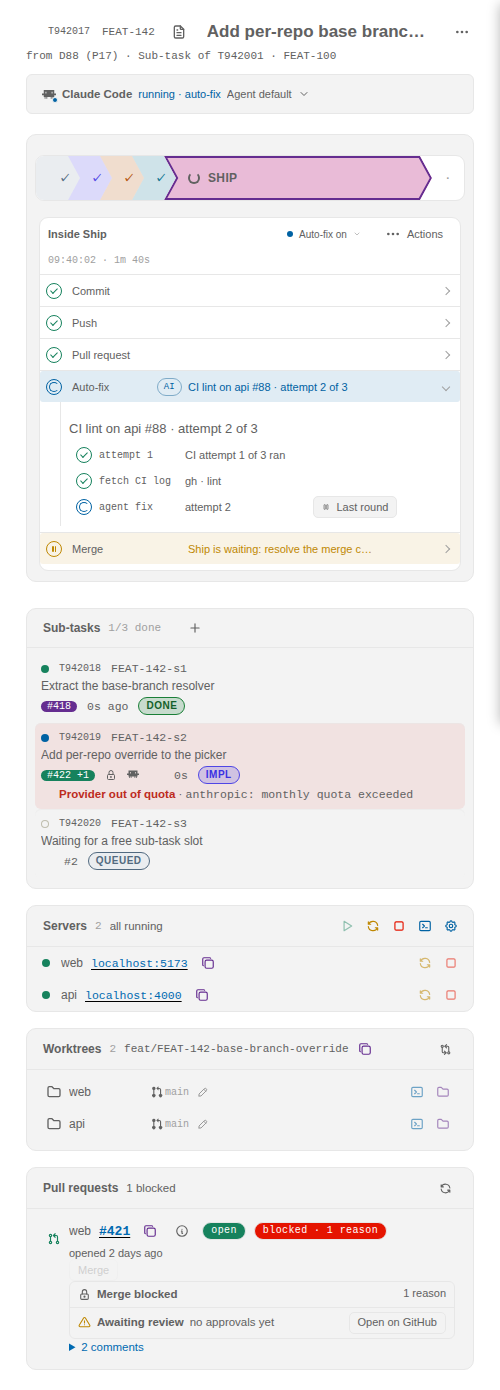 T942017 FEAT-142 Add per-repo base branc…
from D88 (P17) · Sub-task of T942001 · FEAT-100
Claude Code running · auto-fix Agent default
SHIP
Inside Ship Auto-fix on Actions
09:40:02 · 1m 40s
Commit
Push
Pull request
Auto-fix AI CI lint on api #88 · attempt 2 of 3
CI lint on api #88 · attempt 2 of 3
attempt 1 CI attempt 1 of 3 ran
fetch CI log gh · lint
agent fix attempt 2 Last round
Merge Ship is waiting: resolve the merge c…
Sub-tasks 1/3 done
T942018 FEAT-142-s1
Extract the base-branch resolver
#418 0s ago DONE
T942019 FEAT-142-s2
Add per-repo override to the picker
#422 +1 0s IMPL
Provider out of quota · anthropic: monthly quota exceeded
T942020 FEAT-142-s3
Waiting for a free sub-task slot
#2 QUEUED
Servers 2 all running
web localhost:5173
api localhost:4000
Worktrees 2 feat/FEAT-112-base-branch-override
web main
api main
Pull requests 1 blocked
web #421 open blocked · 1 reason
opened 2 days ago
Merge
Merge blocked 1 reason
Awaiting review no approvals yet Open on GitHub
2 comments